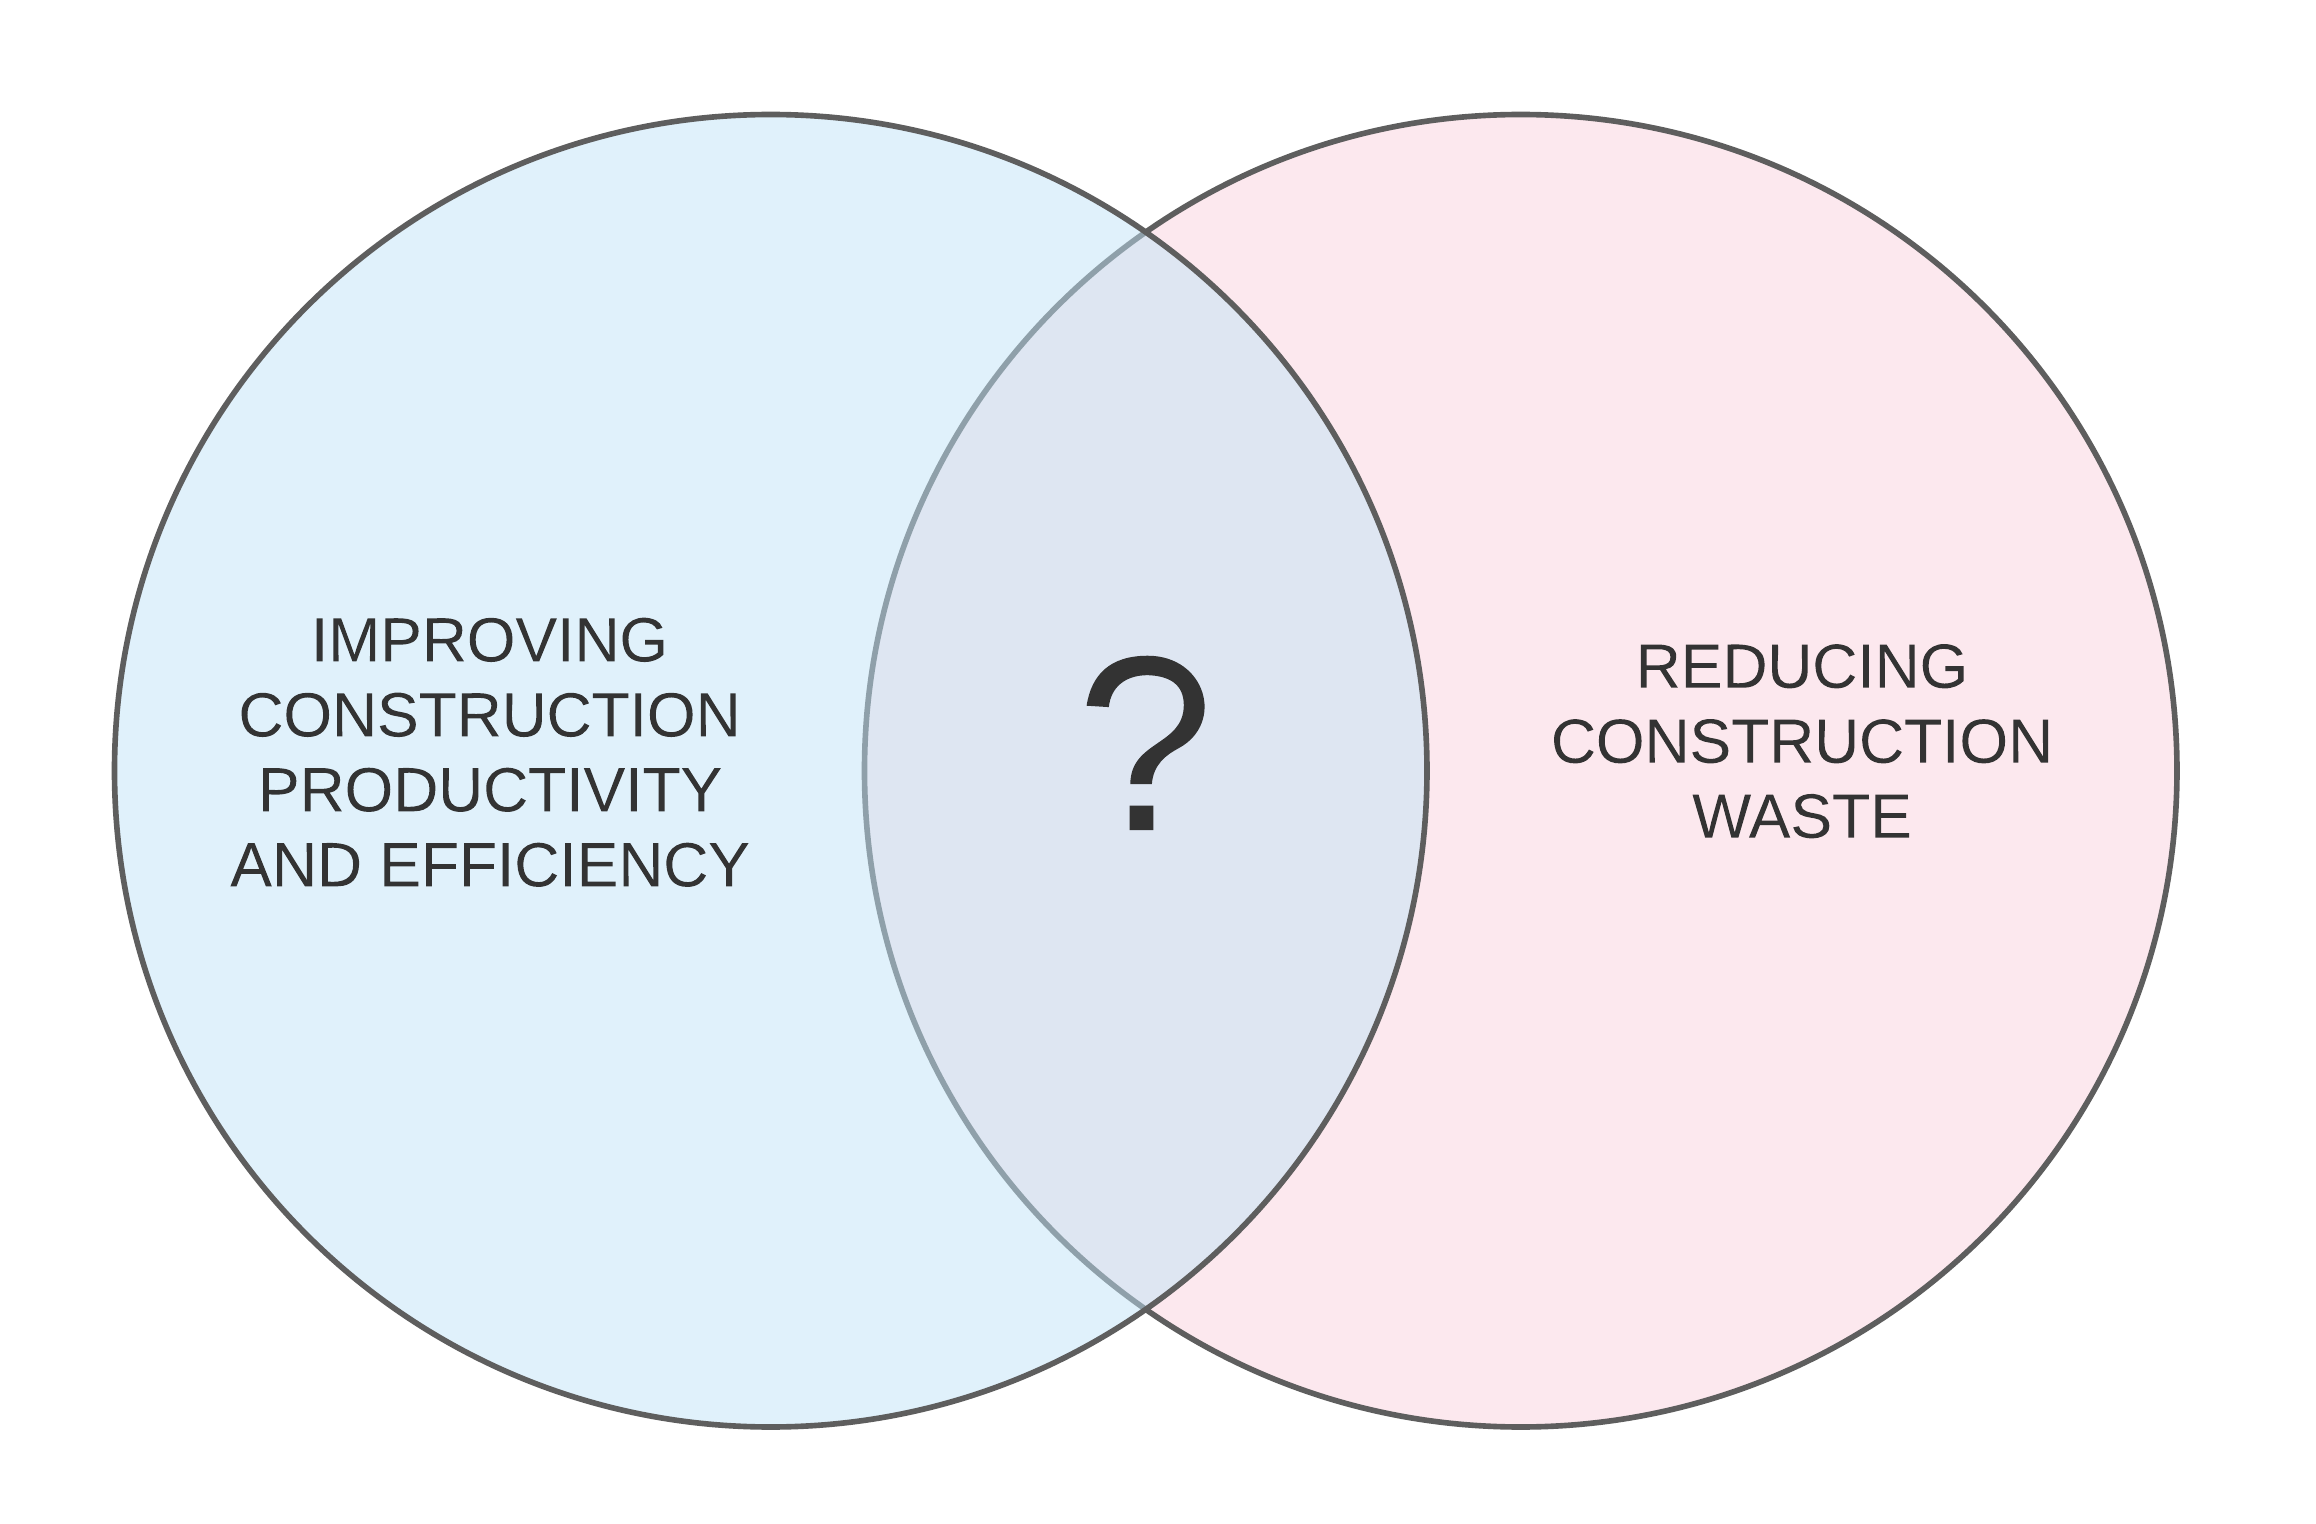 IMPROVING
CONSTRUCTION
PRODUCTIVITY
AND EFFICIENCY
?
REDUCING
CONSTRUCTION
WASTE